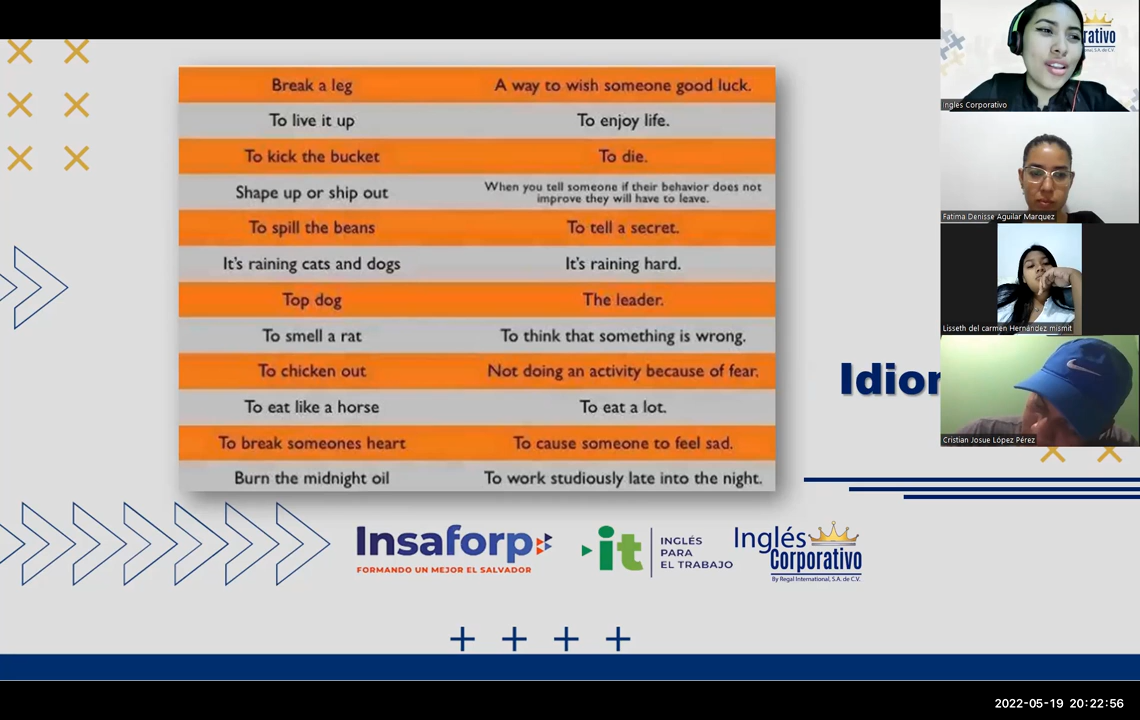 Break a leg
A way to wish someone good luck.
To live it up
To enjoy life.
To kick the bucket
To die.
Shape up or ship out
When you tell someone if their behavior does not
improve they will have to leave.
To spill the beans
To tell a secret.
It's raining cats and dogs
It's raining hard.
Top dog
The leader.
To smell a rat
To think that something is wrong.
To chicken out
Not doing an activity because of fear.
To eat like a horse
To eat a lot.
To break someones heart
To cause someone to feel sad.
Burn the midnight oil
To work studiously late into the night.
Insaforp
FORMANDO UN MEJOR EL SALVADOR
it
INGLÉS
PARA
EL TRABAJO
Inglés
Corporativo
By Regal International, S.A. de C.V.
rativo
Inglés Corporativo
Fatima Denisse Aguilar Marquez
Lisseth del carmen Hernández mismit
Cristian Josue López Pérez
2022-05-19 20:22:56